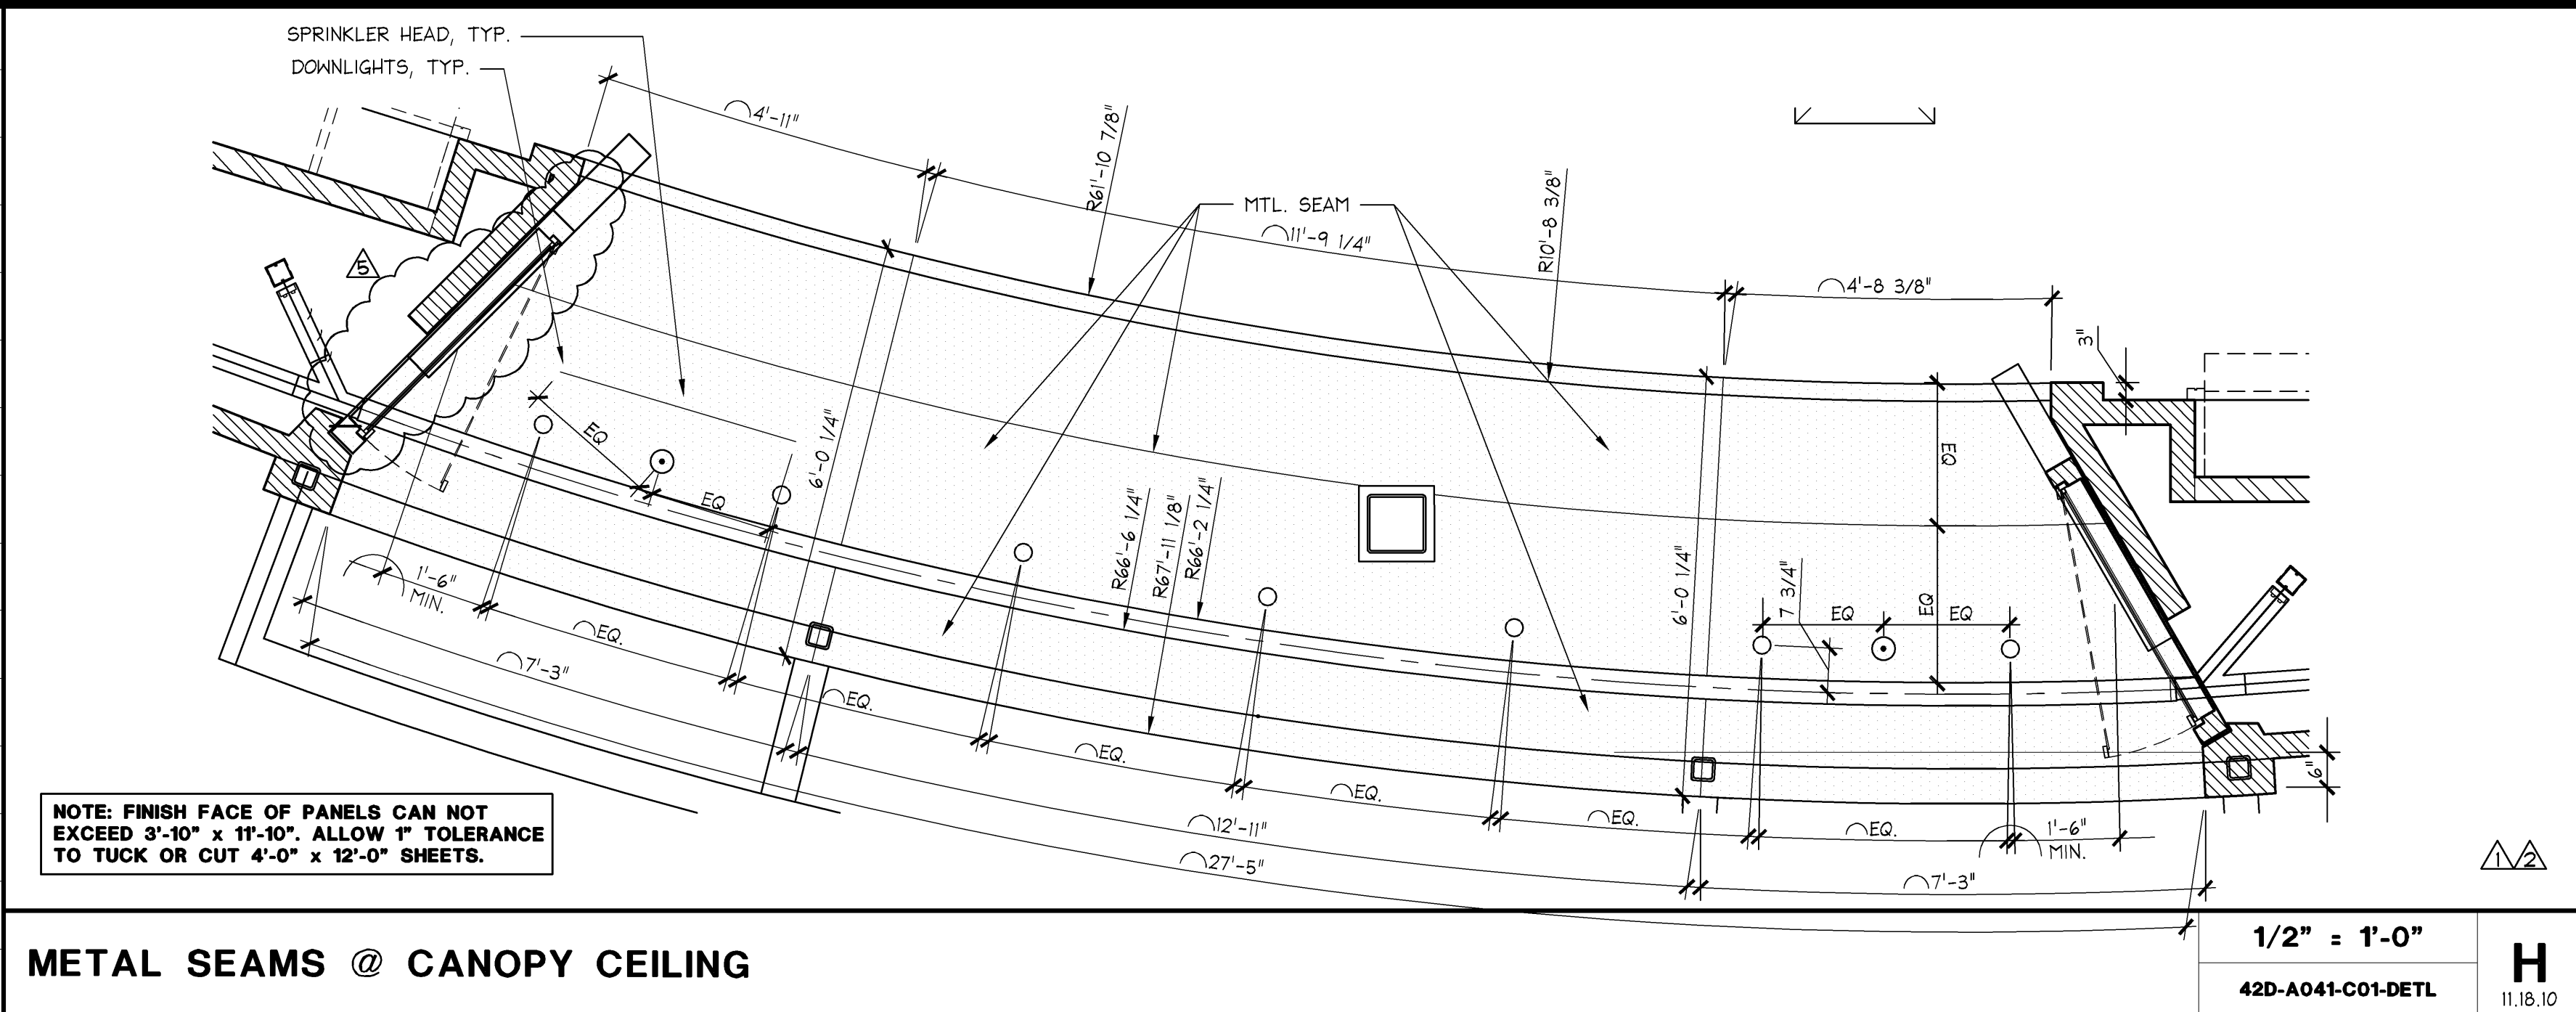 SPRINKLER HEAD, TYP.
DOWNLIGHTS, TYP.
4'-11"
R61'-10 7/8"
MTL. SEAM
11'-9 1/4"
R10'-8 3/8"
4'-8 3/8"
3"
5
EQ
EQ
6'-0 1/4"
R66'-6 1/4"
R67'-11 1/8"
R66'-2 1/4"
6'-0 1/4"
7 3/4"
EQ
EQ
EQ
EQ
1'-6"
MIN.
EQ.
7'-3"
EQ.
EQ.
EQ.
EQ.
EQ.
1'-6"
MIN.
6"
12'-11"
27'-5"
7'-3"
1 2
NOTE: FINISH FACE OF PANELS CAN NOT
EXCEED 3'-10" x 11'-10". ALLOW 1" TOLERANCE
TO TUCK OR CUT 4'-0" x 12'-0" SHEETS.
METAL SEAMS @ CANOPY CEILING
1/2" = 1'-0"
42D-A041-C01-DETL
H
11.18.10